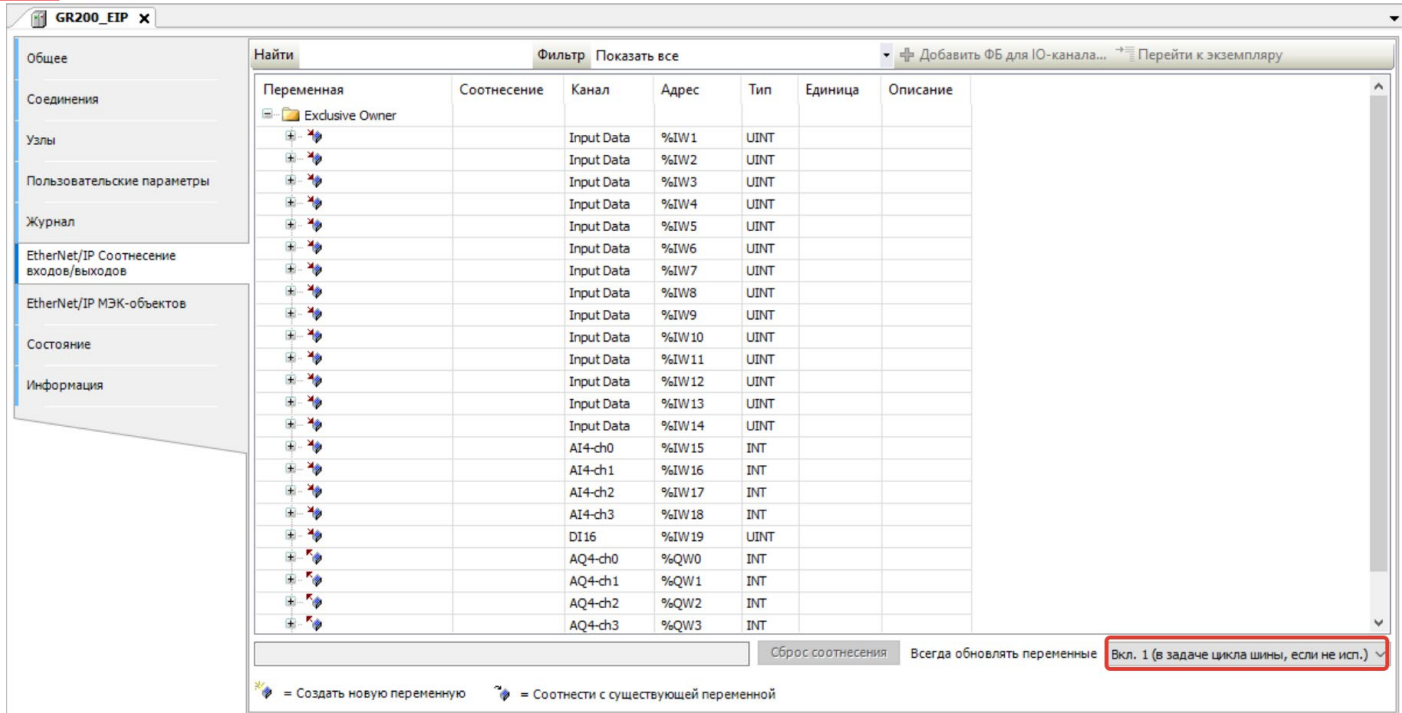 GR200_EIP X
Общее
Соединения
Узлы
Пользовательские параметры
Журнал
EtherNet/IP Соотнесение
входов/выходов
EtherNet/IP МЭК-объектов
Состояние
Информация
Найти Фильтр Показать все Добавить ФБ для IO-канала... Перейти к экземпляру
Переменная Соотнесение Канал Адрес Тип Единица Описание
Exclusive Owner
Input Data %IW1 UINT
Input Data %IW2 UINT
Input Data %IW3 UINT
Input Data %IW4 UINT
Input Data %IW5 UINT
Input Data %IW6 UINT
Input Data %IW7 UINT
Input Data %IW8 UINT
Input Data %IW9 UINT
Input Data %IW10 UINT
Input Data %IW11 UINT
Input Data %IW12 UINT
Input Data %IW13 UINT
Input Data %IW14 UINT
AI4-ch0 %IW15 INT
AI4-ch1 %IW16 INT
AI4-ch2 %IW17 INT
AI4-ch3 %IW18 INT
DI16 %IW19 UINT
AQ4-ch0 %QW0 INT
AQ4-ch1 %QW1 INT
AQ4-ch2 %QW2 INT
AQ4-ch3 %QW3 INT
Сброс соотнесения Всегда обновлять переменные Вкл. 1 (в задаче цикла шины, если не исп.)
= Создать новую переменную = Соотнести с существующей переменной